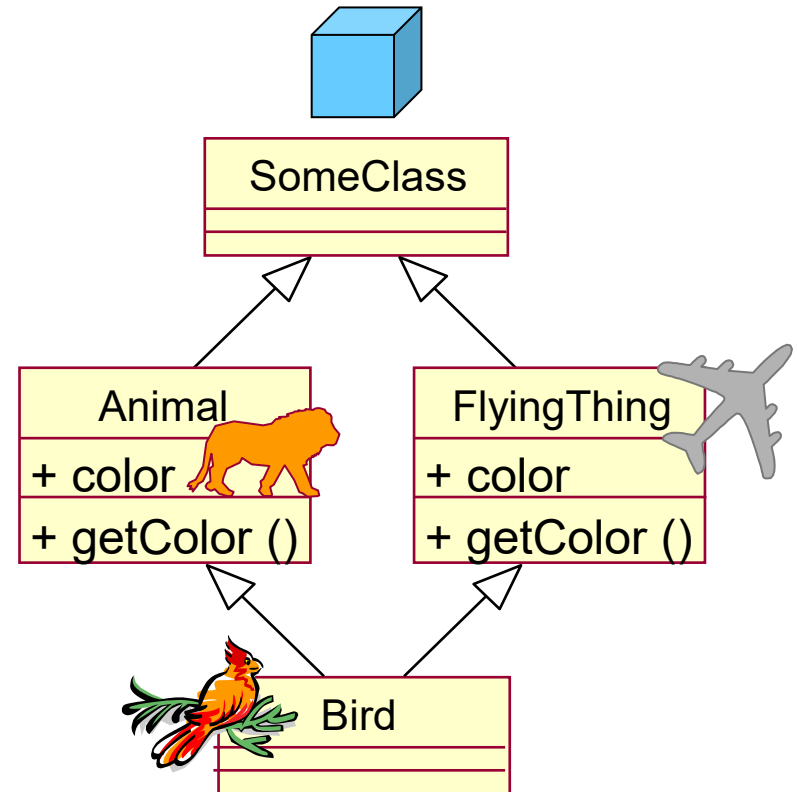 SomeClass
Animal
+ color
+ getColor ()
FlyingThing
+ color
+ getColor ()
Bird